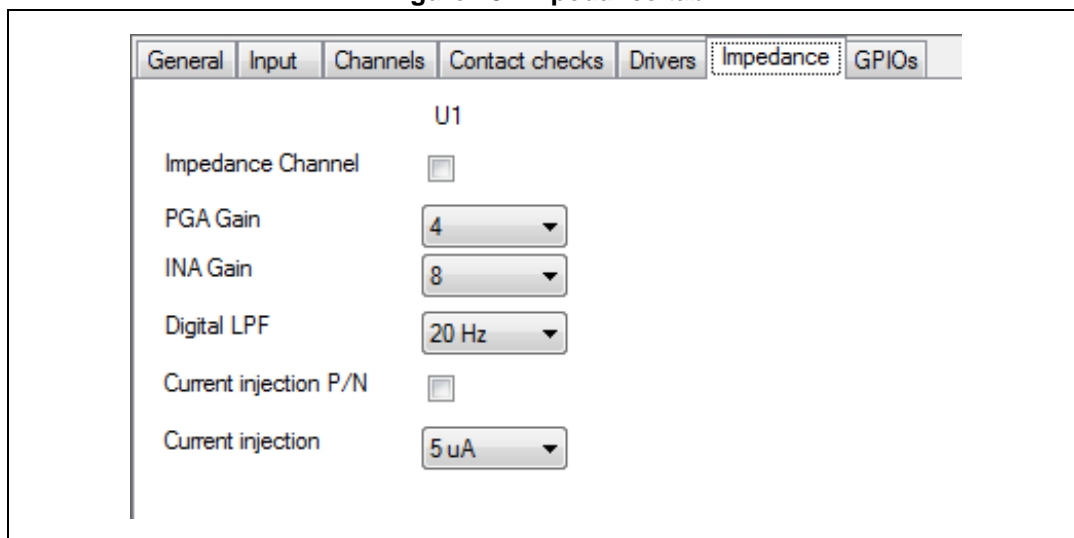 General Input Channels Contact checks Drivers Impedance GPIOs
U1
Impedance Channel
PGA Gain 4
INA Gain 8
Digital LPF 20 Hz
Current injection P/N
Current injection 5 uA